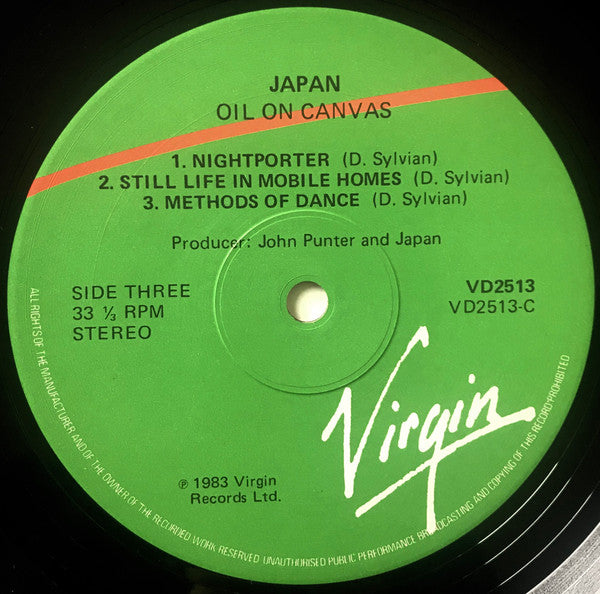 JAPAN
OIL ON CANVAS
1. NIGHTPORTER (D. Sylvian)
2. STILL LIFE IN MOBILE HOMES (D. Sylvian)
3. METHODS OF DANCE (D. Sylvian)
Producer: John Punter and Japan
SIDE THREE
33 ⅓ RPM
STEREO
VD2513
VD2513-C
Virgin
℗ 1983 Virgin
Records Ltd.
ALL RIGHTS OF THE MANUFACTURER AND OF THE OWNER OF THE RECORDED WORK RESERVED UNAUTHORISED PUBLIC PERFORMANCE BROADCASTING AND COPYING OF THIS RECORD PROHIBITED